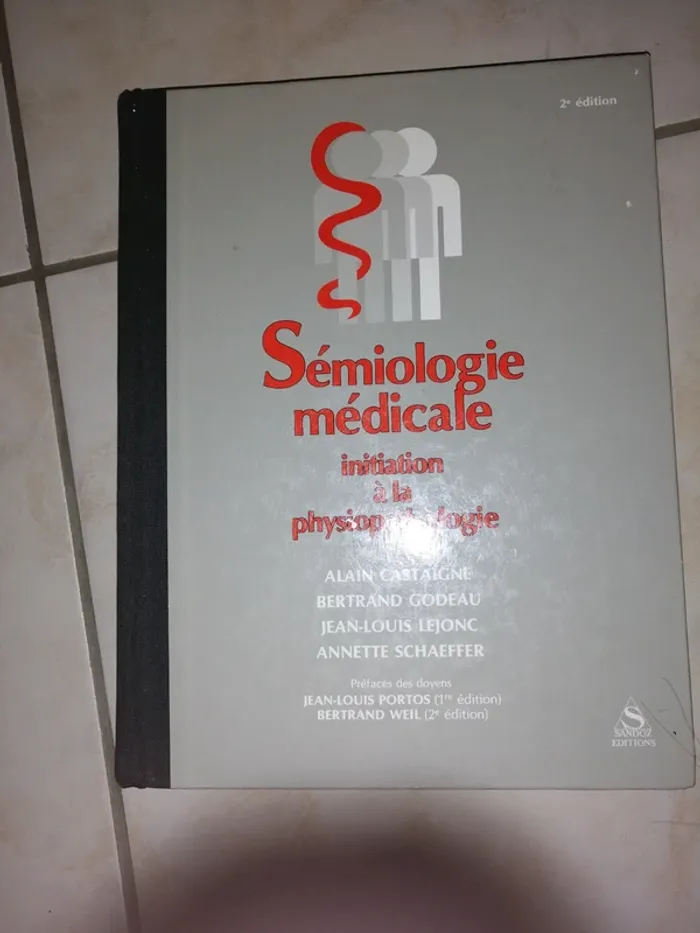 2e édition
Sémiologie
médicale
initiation
à la
physiopathologie
ALAIN CASTAIGNE
BERTRAND GODEAU
JEAN-LOUIS LEJONC
ANNETTE SCHAEFFER
Préfaces des doyens
JEAN-LOUIS PORTOS (1re édition)
BERTRAND WEIL (2e édition)
S
SANDOZ
EDITIONS